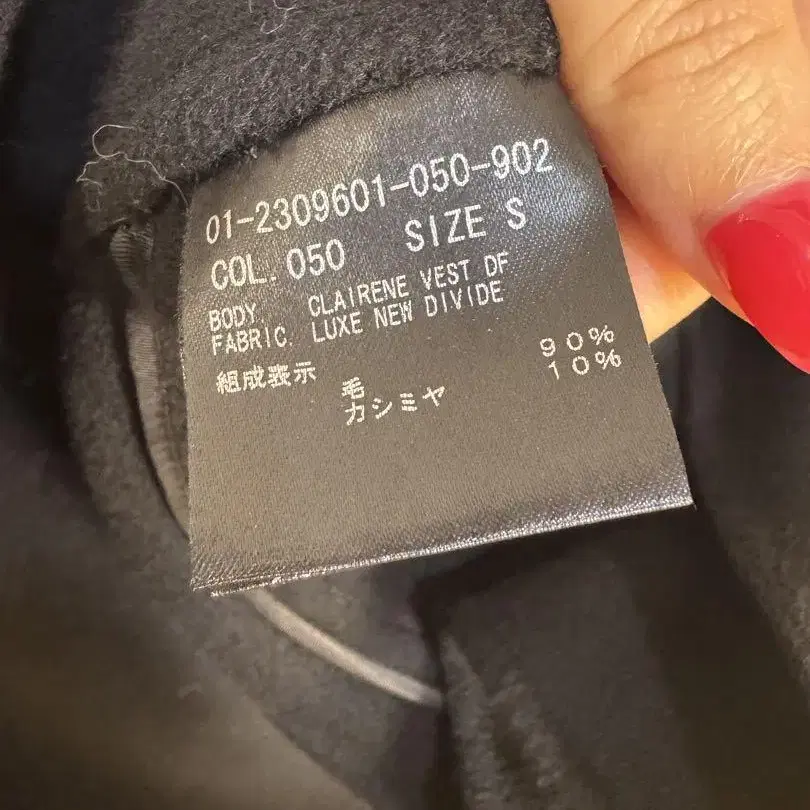 01-2309601-050-902
COL. 050 SIZE S
BODY. CLAIRENE VEST DF
FABRIC. LUXE NEW DIVIDE
組成表示 毛 90%
カシミヤ 10%